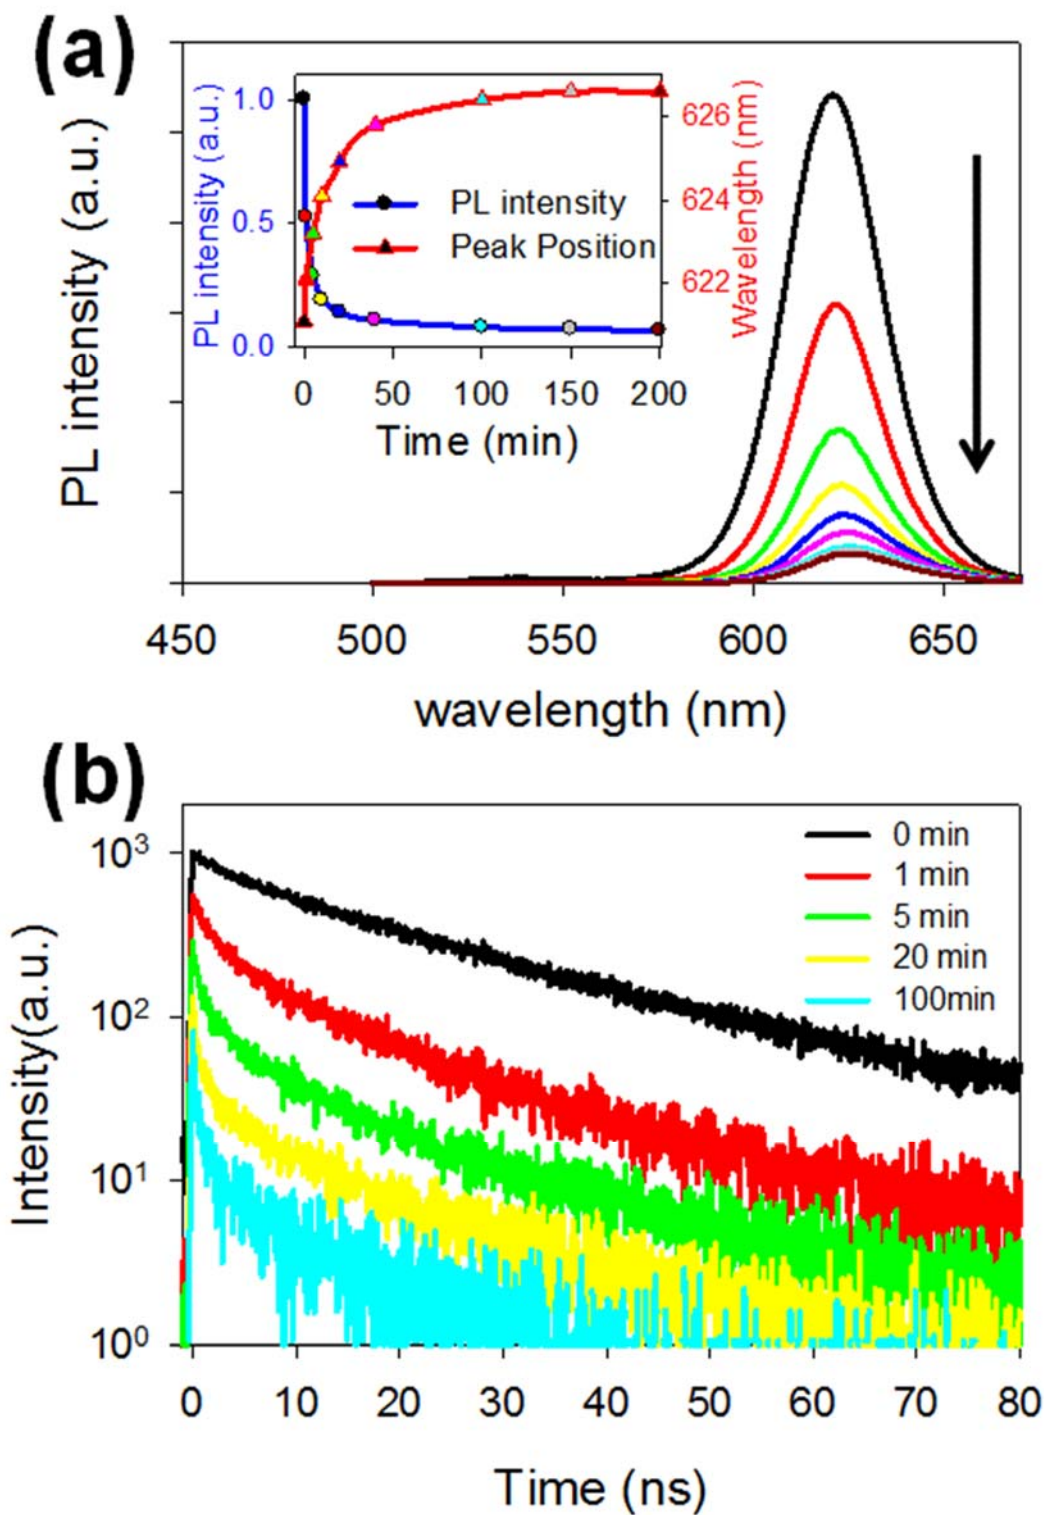 (a)
PL intensity (a.u.)
PL intensity (a.u.)
1.0
0.5
0.0
626
624
622
Wavelength (nm)
PL intensity
Peak Position
0 50 100 150 200
Time (min)
450 500 550 600 650
wavelength (nm)
(b)
Intensity(a.u.)
10³
10²
10¹
10⁰
0 min
1 min
5 min
20 min
100min
0 10 20 30 40 50 60 70 80
Time (ns)